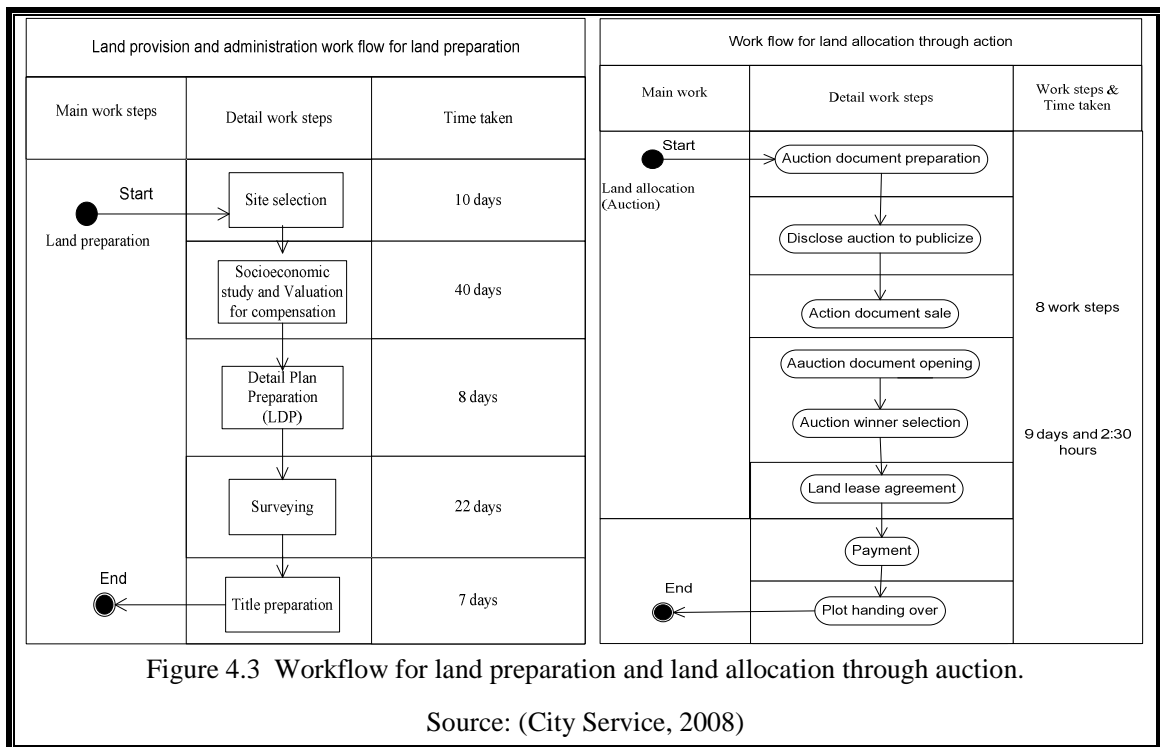 Land provision and administration work flow for land preparation
Main work steps
Detail work steps
Time taken
Start
Land preparation
Site selection
10 days
Socioeconomic
study and Valuation
for compensation
40 days
Detail Plan
Preparation
(LDP)
8 days
Surveying
22 days
End
Title preparation
7 days
Work flow for land allocation through action
Main work
Detail work steps
Work steps &
Time taken
Start
Land allocation
(Auction)
Auction document preparation
Disclose auction to publicize
Action document sale
8 work steps
Aauction document opening
Auction winner selection
9 days and 2:30
hours
Land lease agreement
Payment
End
Plot handing over
Figure 4.3 Workflow for land preparation and land allocation through auction.
Source: (City Service, 2008)